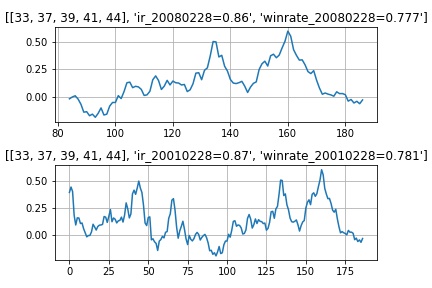 [[33, 37, 39, 41, 44], 'ir_20080228=0.86', 'winrate_20080228=0.777']
0.50
0.25
0.00
80 100 120 140 160 180
[[33, 37, 39, 41, 44], 'ir_20010228=0.87', 'winrate_20010228=0.781']
0.50
0.25
0.00
0 25 50 75 100 125 150 175